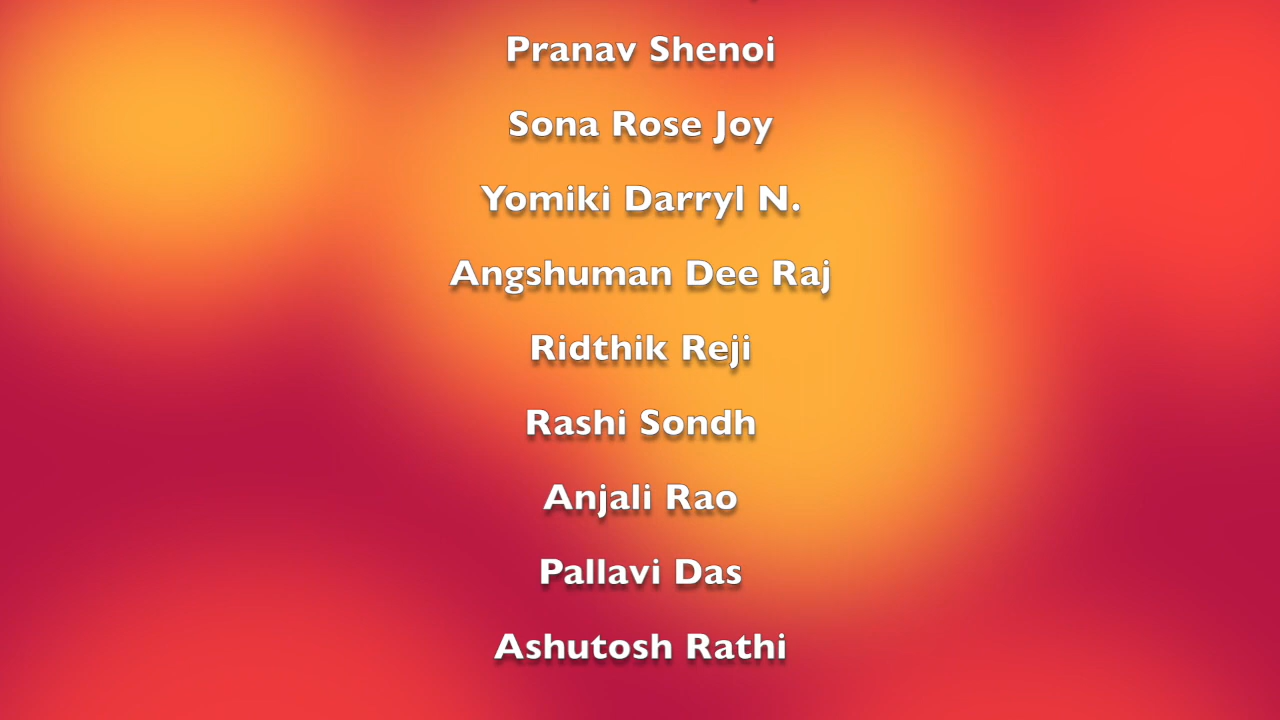 Pranav Shenoi
Sona Rose Joy
Yomiki Darryl N.
Angshuman Dee Raj
Ridthik Reji
Rashi Sondh
Anjali Rao
Pallavi Das
Ashutosh Rathi